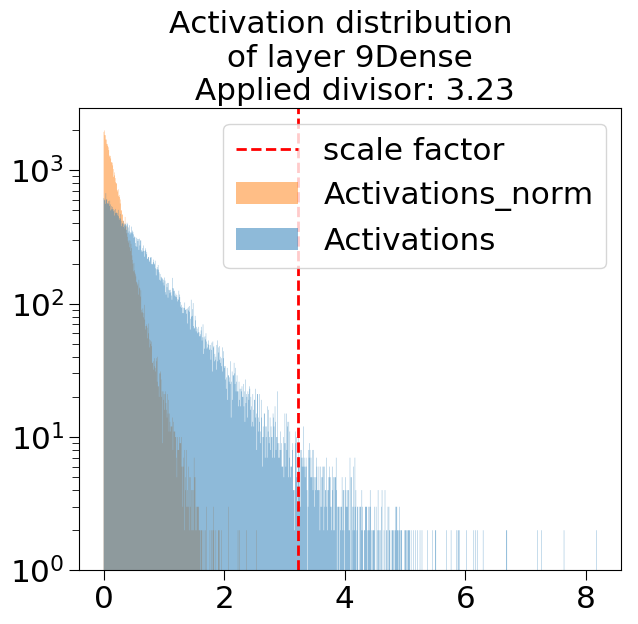 Activation distribution
of layer 9Dense
Applied divisor: 3.23
scale factor
Activations_norm
Activations
10³
10²
10¹
10⁰
0 2 4 6 8